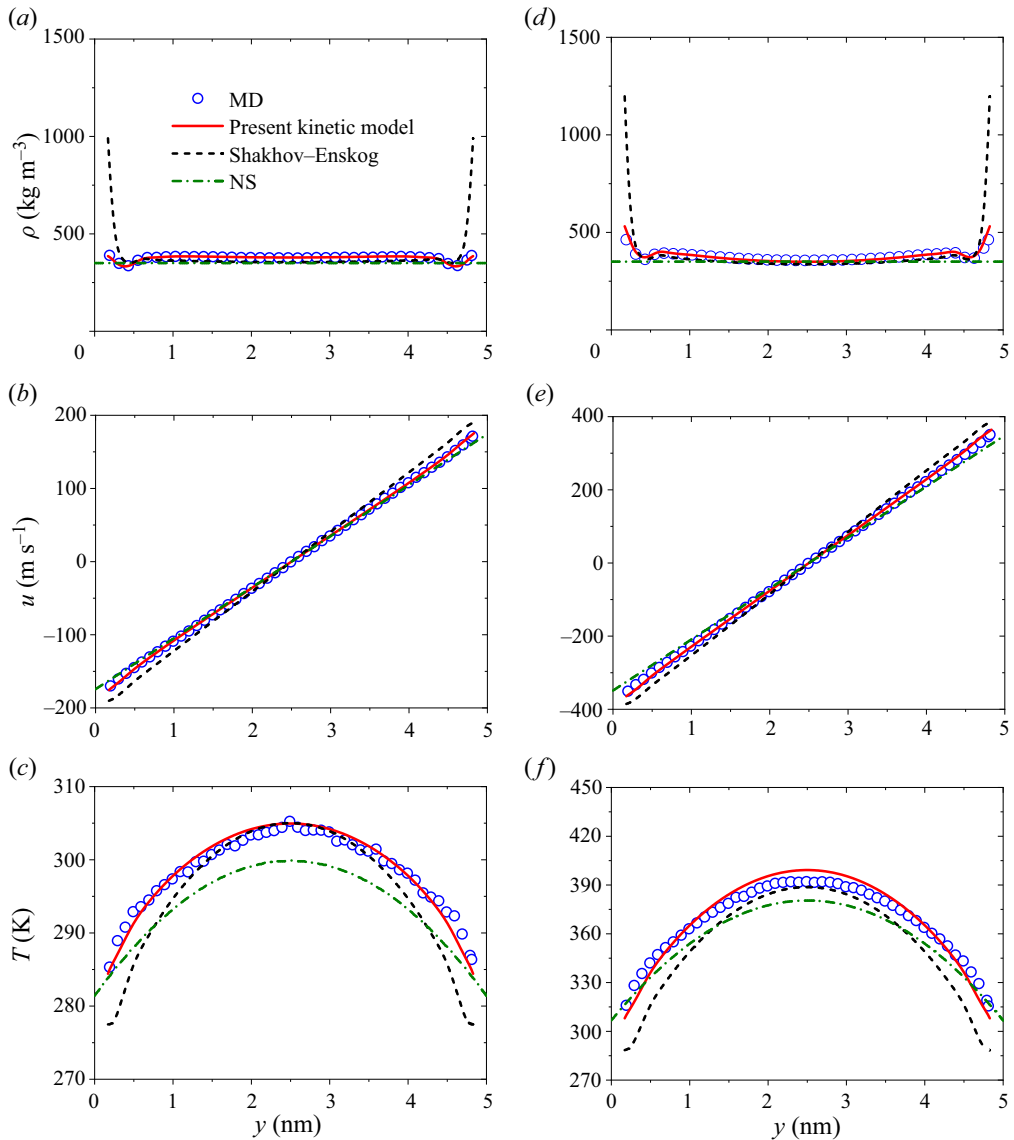 (a)
1500
1000
500
0
ρ (kg m−3)
MD
Present kinetic model
Shakhov–Enskog
NS
1 2 3 4 5
(d)
1500
1000
500
0
1 2 3 4 5
(b)
200
100
0
–100
–200
u (m s−1)
0 1 2 3 4 5
(e)
400
200
0
–200
–400
0 1 2 3 4 5
(c)
310
300
290
280
270
T (K)
0 1 2 3 4 5
y (nm)
(f)
450
420
390
360
330
300
270
0 1 2 3 4 5
y (nm)